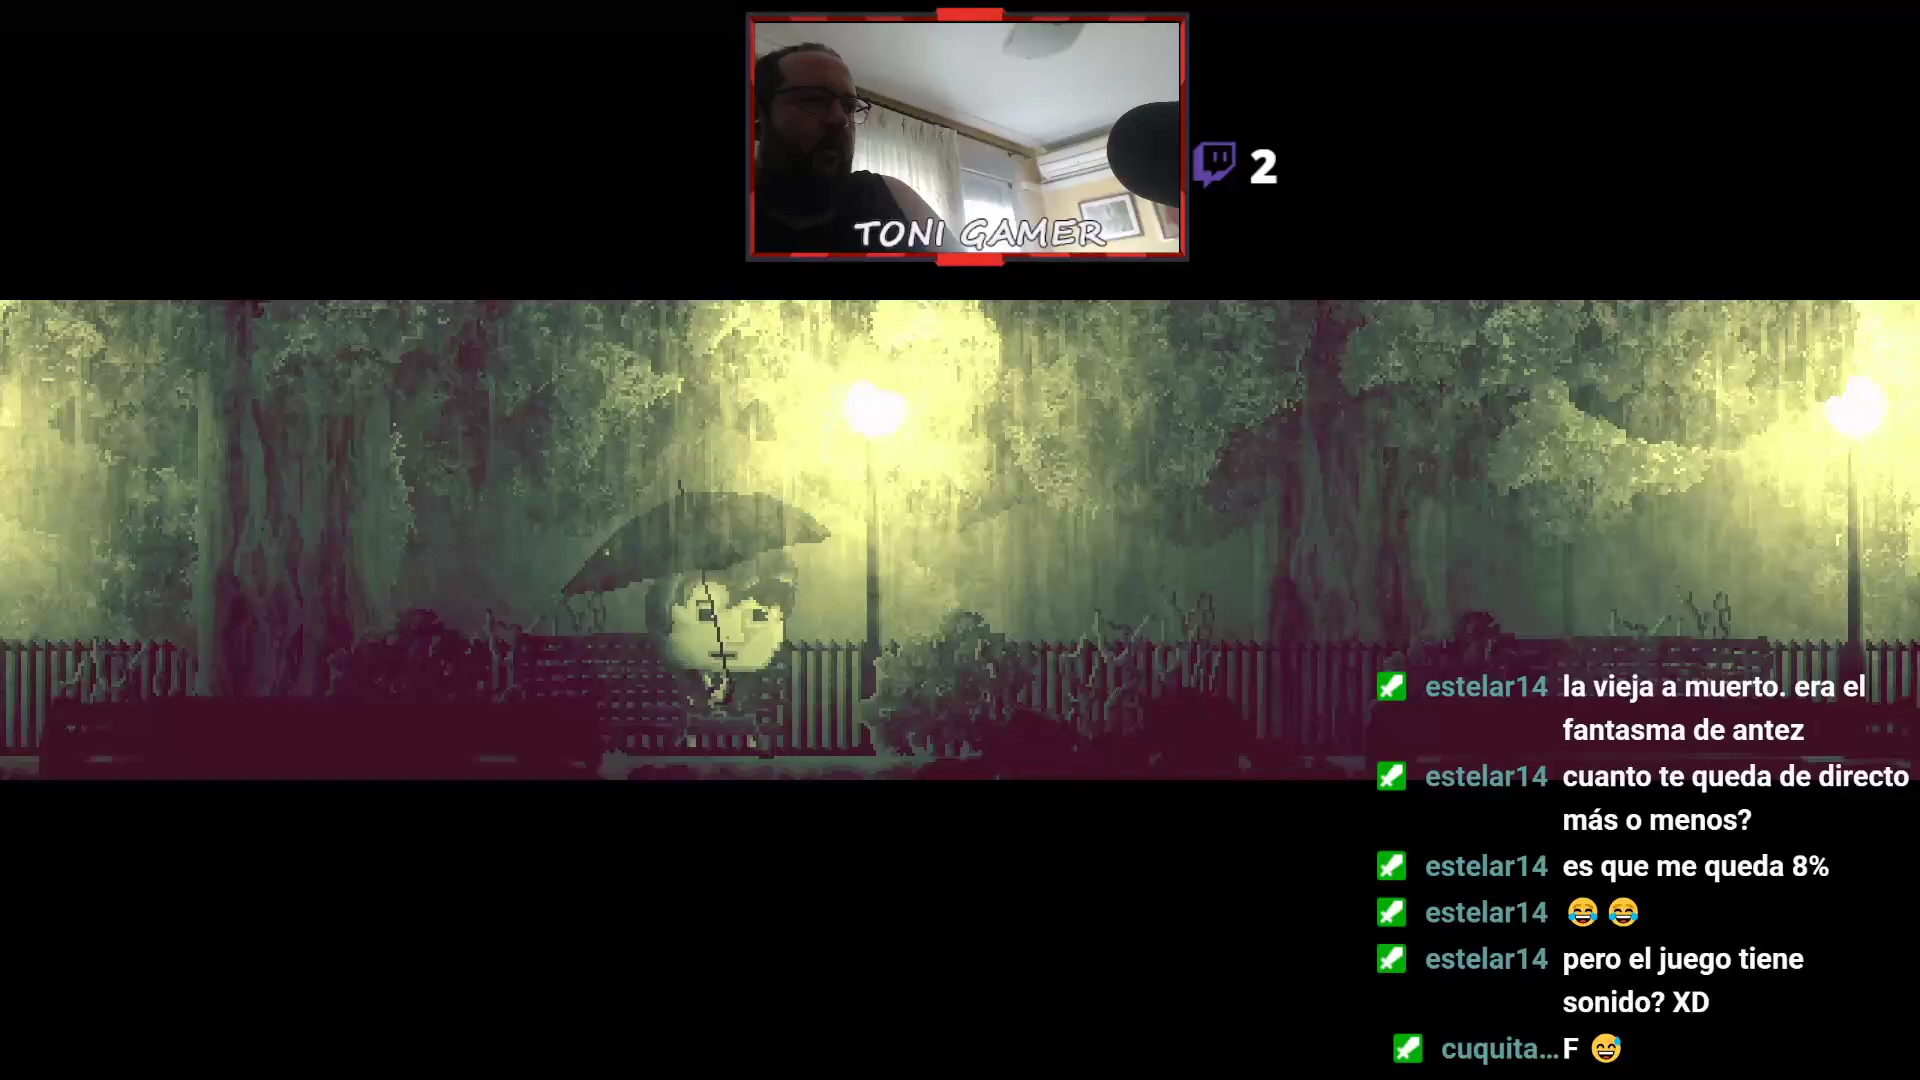 TONI GAMER
2
estelar14 la vieja a muerto. era el
fantasma de antez
estelar14 cuanto te queda de directo
más o menos?
estelar14 es que me queda 8%
estelar14 😂 😂
estelar14 pero el juego tiene
sonido? XD
cuquita... F 😅